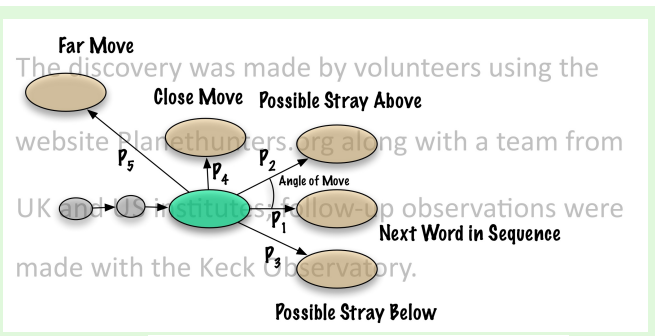 Far Move
The discovery was made by volunteers using the
Close Move
Possible Stray Above
website Planethunters.org along with a team from
P5
P4
P2
Angle of Move
UK and US institutes; follow-up observations were
P1
Next Word in Sequence
P3
made with the Keck Observatory.
Possible Stray Below